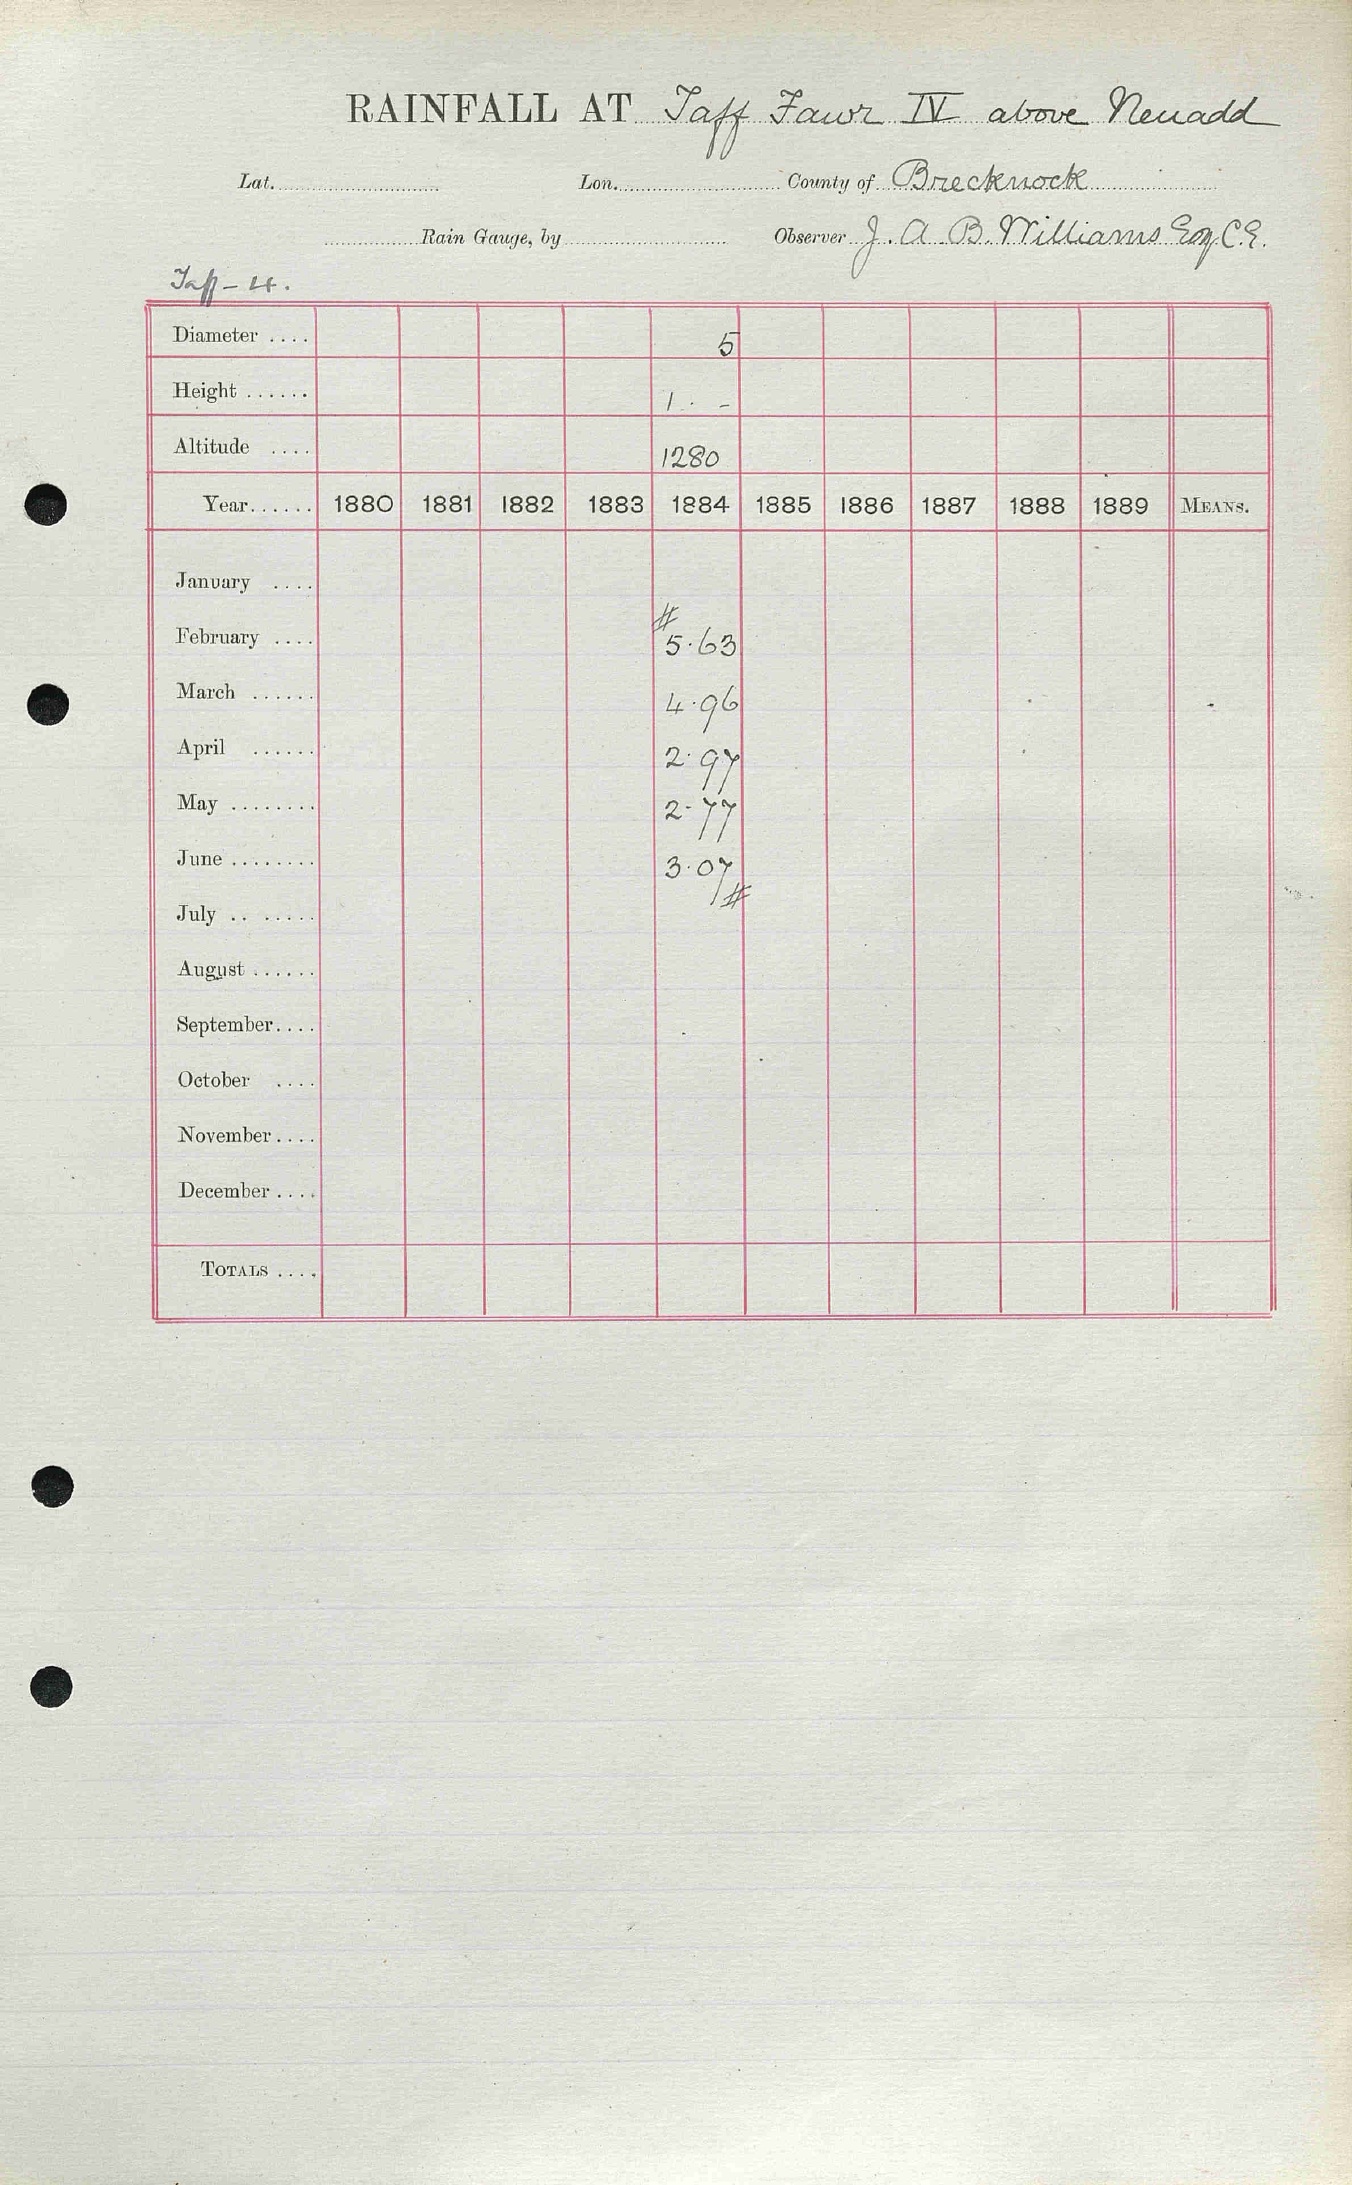 RAINFALL AT Taff Fawr IV above Neuadd
Lat. Lon. County of Brecknock
Rain Gauge, by Observer J. A. B. Williams Esq C.E.
Taff - 4.
Diameter .... 5
Height ...... 1 . -
Altitude .... 1280
Year...... 1880 1881 1882 1883 1884 1885 1886 1887 1888 1889 MEANS.
January ....
#
February .... 5.63
March ...... 4.96
April ...... 2.97
May ........ 2.77
June ........ 3.07
#
July .. .....
August ......
September....
October ....
November....
December....
TOTALS ....